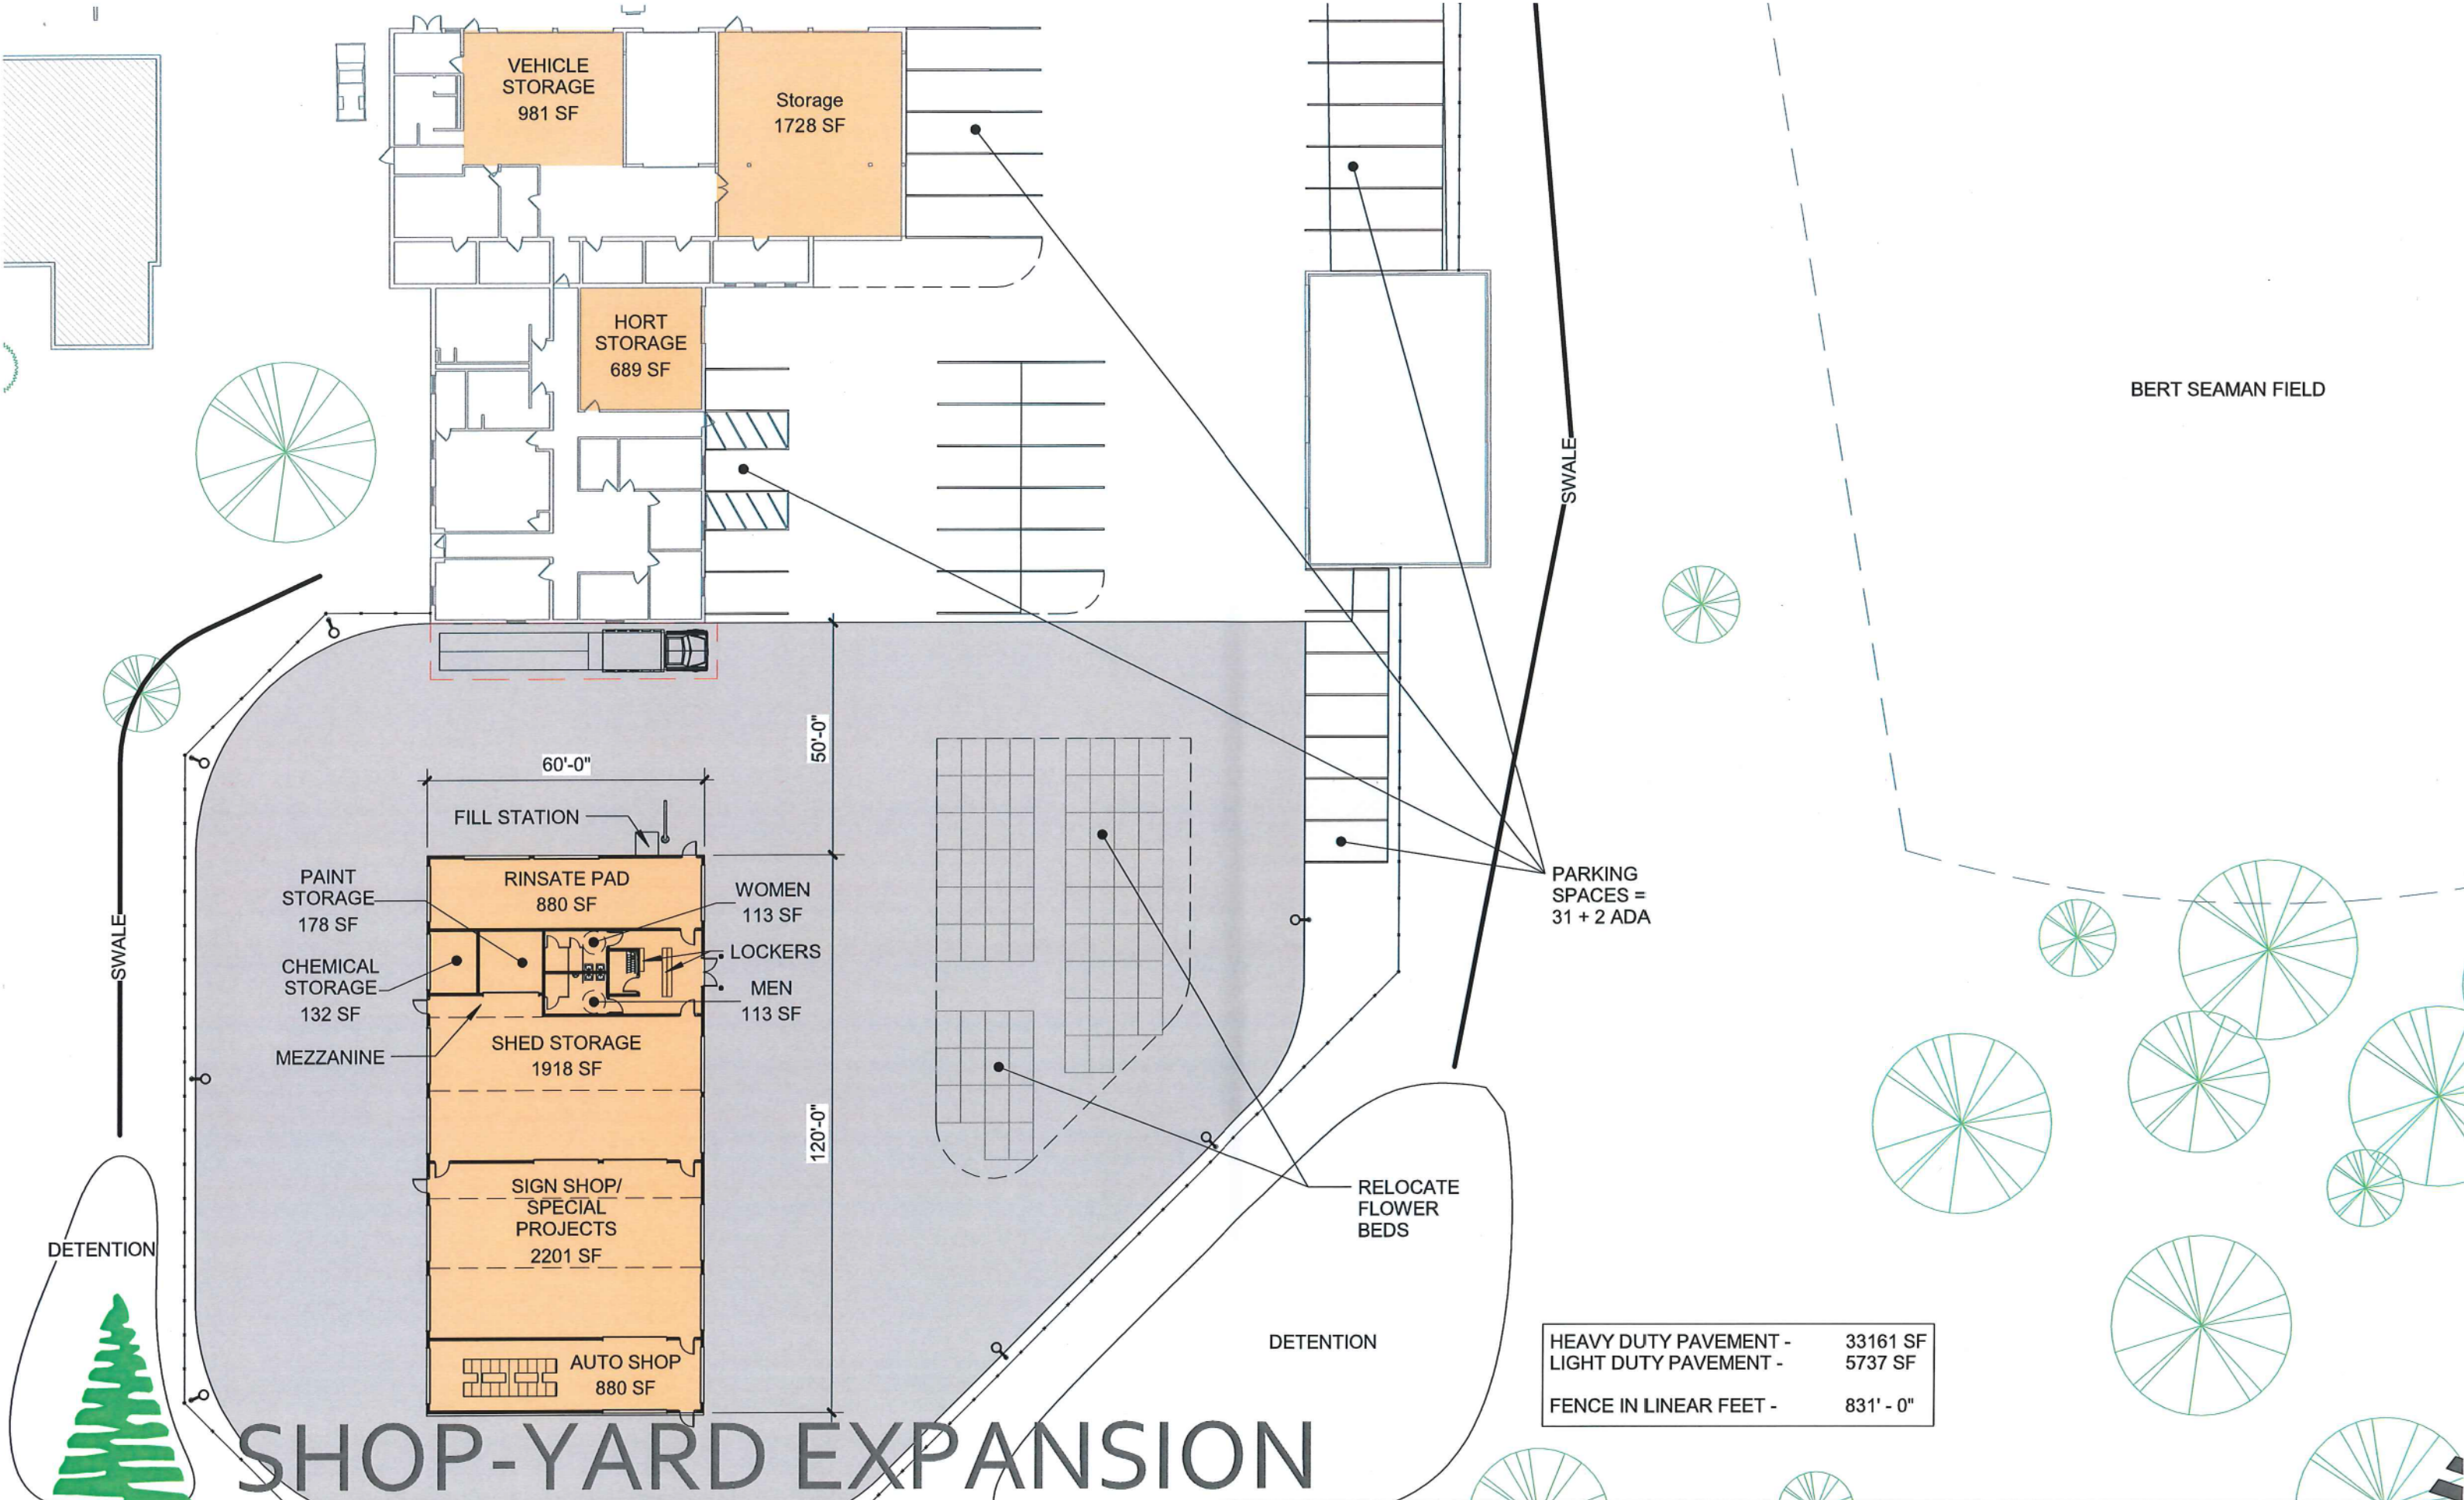 VEHICLE
STORAGE
981 SF
Storage
1728 SF
HORT
STORAGE
689 SF
BERT SEAMAN FIELD
SWALE
50'-0"
60'-0"
FILL STATION
RINSATE PAD
880 SF
PAINT
STORAGE
178 SF
WOMEN
113 SF
LOCKERS
CHEMICAL
STORAGE
132 SF
MEN
113 SF
MEZZANINE
SHED STORAGE
1918 SF
PARKING
SPACES =
31 + 2 ADA
SWALE
120'-0"
SIGN SHOP/
SPECIAL
PROJECTS
2201 SF
RELOCATE
FLOWER
BEDS
DETENTION
DETENTION
AUTO SHOP
880 SF
HEAVY DUTY PAVEMENT - 33161 SF
LIGHT DUTY PAVEMENT - 5737 SF
FENCE IN LINEAR FEET - 831' - 0"
SHOP-YARD EXPANSION